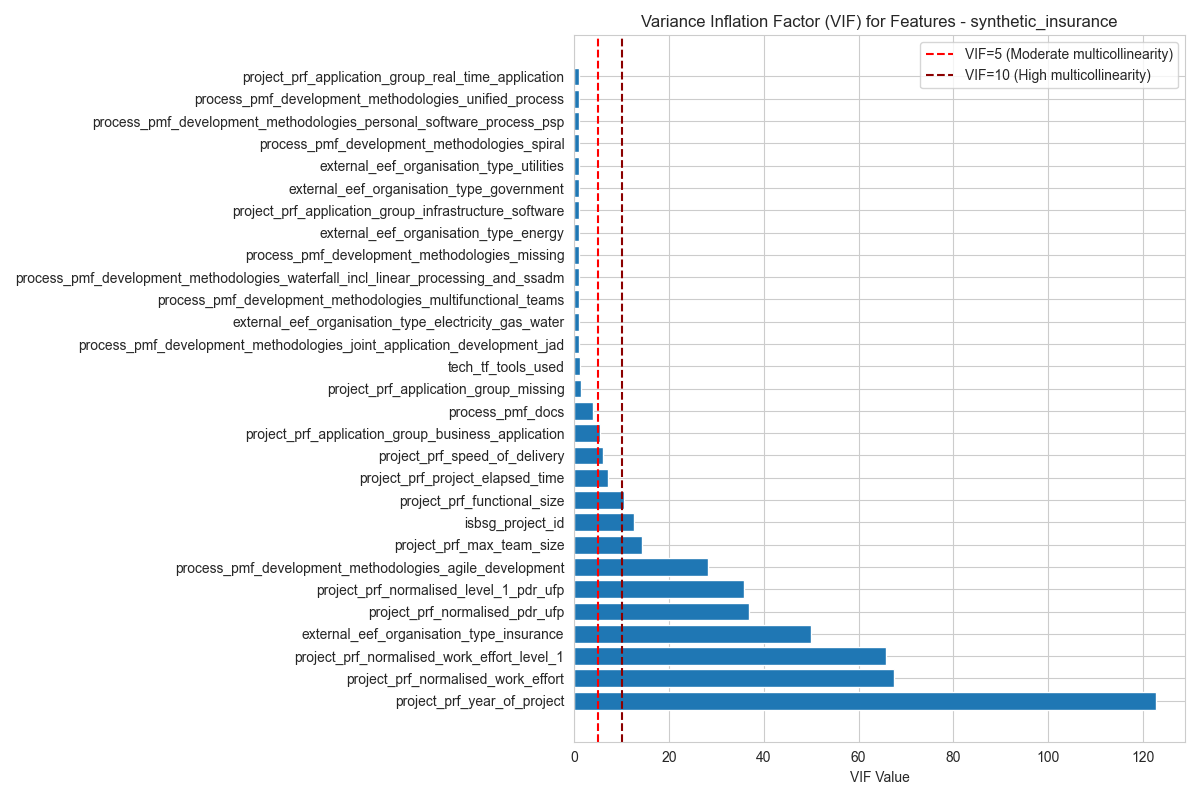 Variance Inflation Factor (VIF) for Features - synthetic_insurance
VIF=5 (Moderate multicollinearity)
VIF=10 (High multicollinearity)
project_prf_application_group_real_time_application
process_pmf_development_methodologies_unified_process
process_pmf_development_methodologies_personal_software_process_psp
process_pmf_development_methodologies_spiral
external_eef_organisation_type_utilities
external_eef_organisation_type_government
project_prf_application_group_infrastructure_software
external_eef_organisation_type_energy
process_pmf_development_methodologies_missing
process_pmf_development_methodologies_waterfall_incl_linear_processing_and_ssadm
process_pmf_development_methodologies_multifunctional_teams
external_eef_organisation_type_electricity_gas_water
process_pmf_development_methodologies_joint_application_development_jad
tech_tf_tools_used
project_prf_application_group_missing
process_pmf_docs
project_prf_application_group_business_application
project_prf_speed_of_delivery
project_prf_project_elapsed_time
project_prf_functional_size
isbsg_project_id
project_prf_max_team_size
process_pmf_development_methodologies_agile_development
project_prf_normalised_level_1_pdr_ufp
project_prf_normalised_pdr_ufp
external_eef_organisation_type_insurance
project_prf_normalised_work_effort_level_1
project_prf_normalised_work_effort
project_prf_year_of_project
0 20 40 60 80 100 120
VIF Value